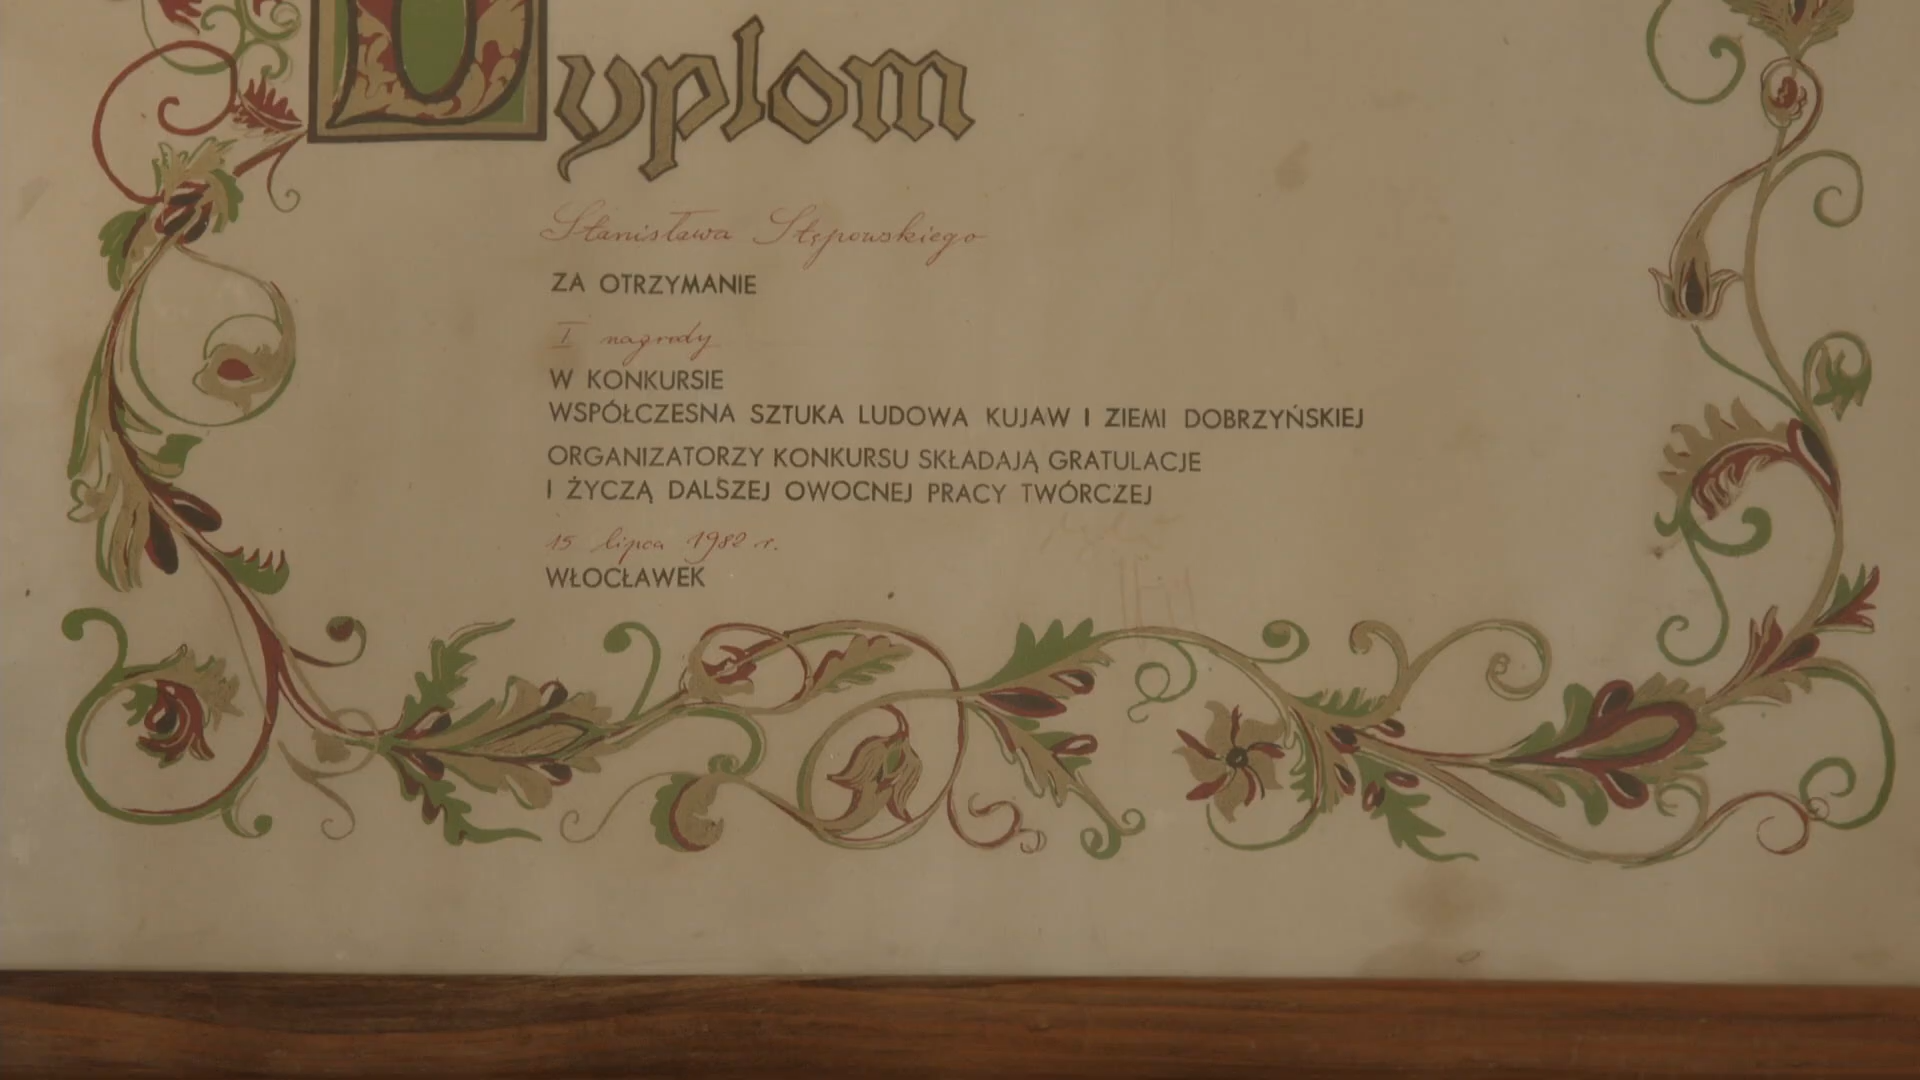 Dyplom
Stanisława Stępowskiego
ZA OTRZYMANIE
I nagrody
W KONKURSIE
WSPÓŁCZESNA SZTUKA LUDOWA KUJAW I ZIEMI DOBRZYŃSKIEJ
ORGANIZATORZY KONKURSU SKŁADAJĄ GRATULACJE
I ŻYCZĄ DALSZEJ OWOCNEJ PRACY TWÓRCZEJ
15 lipca 1982 r.
WŁOCŁAWEK